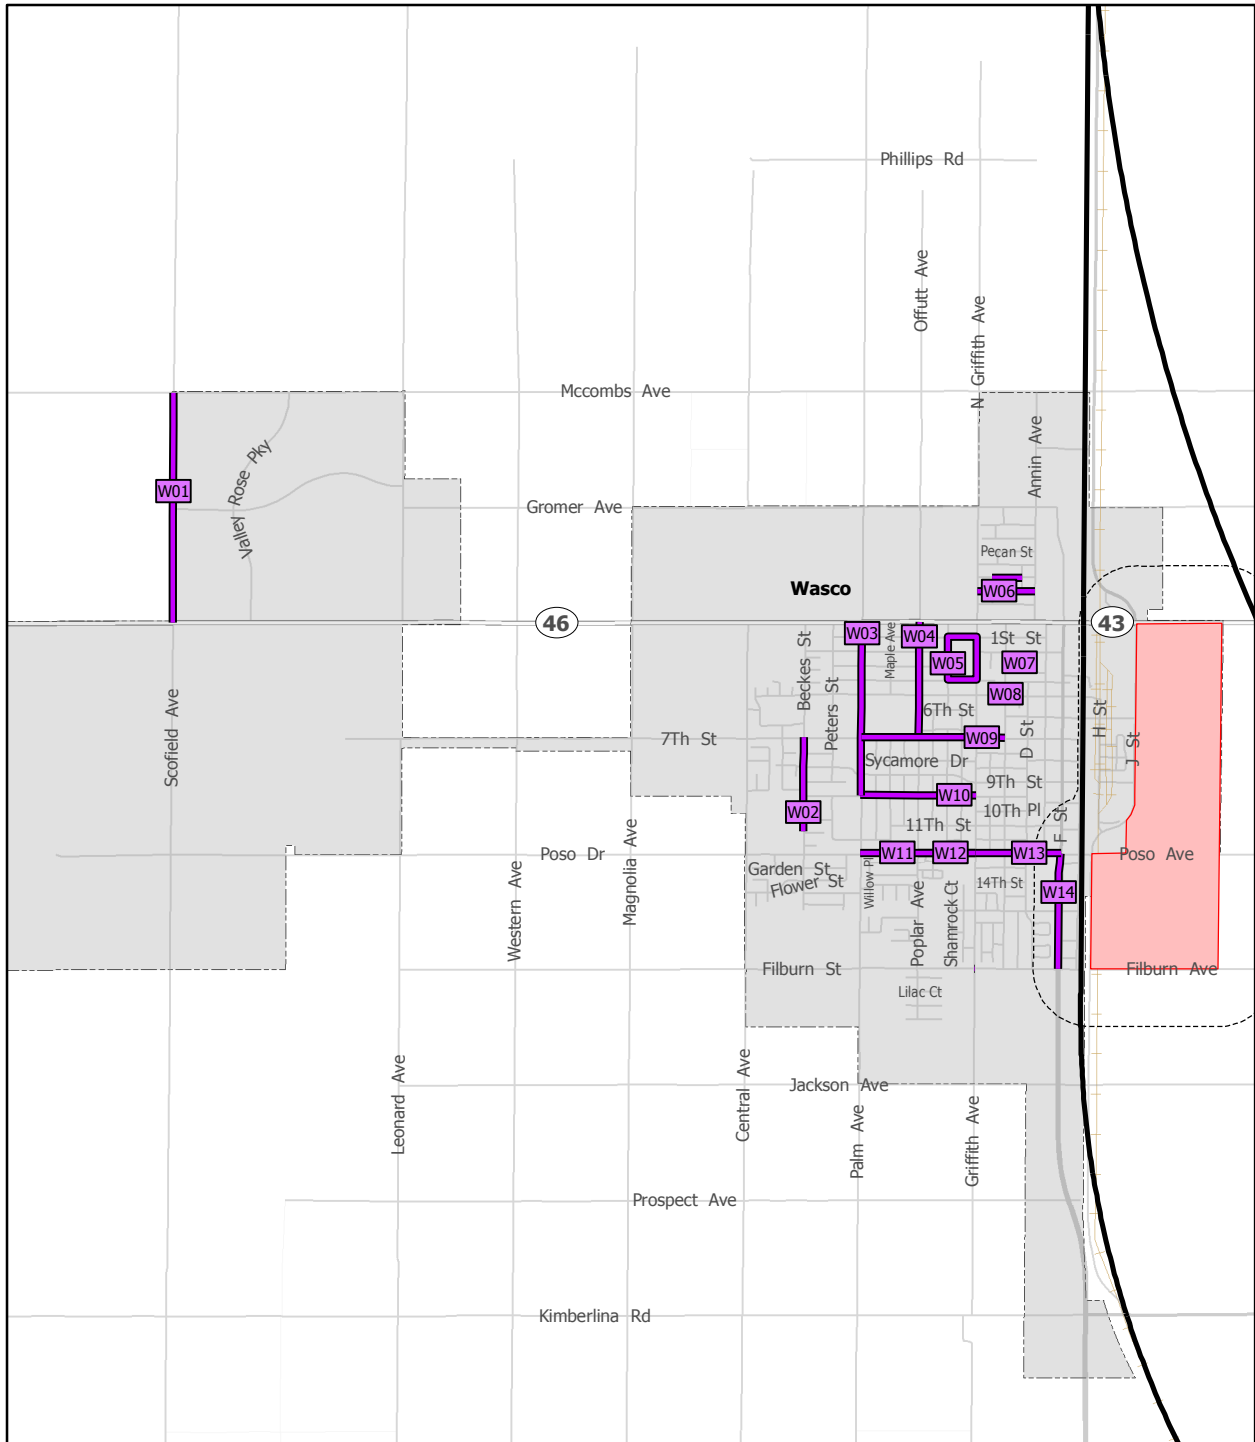 Phillips Rd
Offutt Ave
N Griffith Ave
Mccombs Ave
Annin Ave
Valley Rose Pky
W01
Gromer Ave
Pecan St
Wasco
W06
46
43
W03
W04
Maple Ave
1St St
Beckes St
W05
W07
Peters St
W08
Scofield Ave
6Th St
H St
7Th St
W09
D St
J St
Sycamore Dr
9Th St
W10
W02
10Th Pl
11Th St
F St
Magnolia Ave
Poso Dr
W11
W12
W13
Poso Ave
Garden St
Flower St
Willow Pl
14Th St
W14
Western Ave
Poplar Ave
Shamrock Ct
Filburn St
Filburn Ave
Lilac Ct
Leonard Ave
Central Ave
Jackson Ave
Palm Ave
Griffith Ave
Prospect Ave
Kimberlina Rd